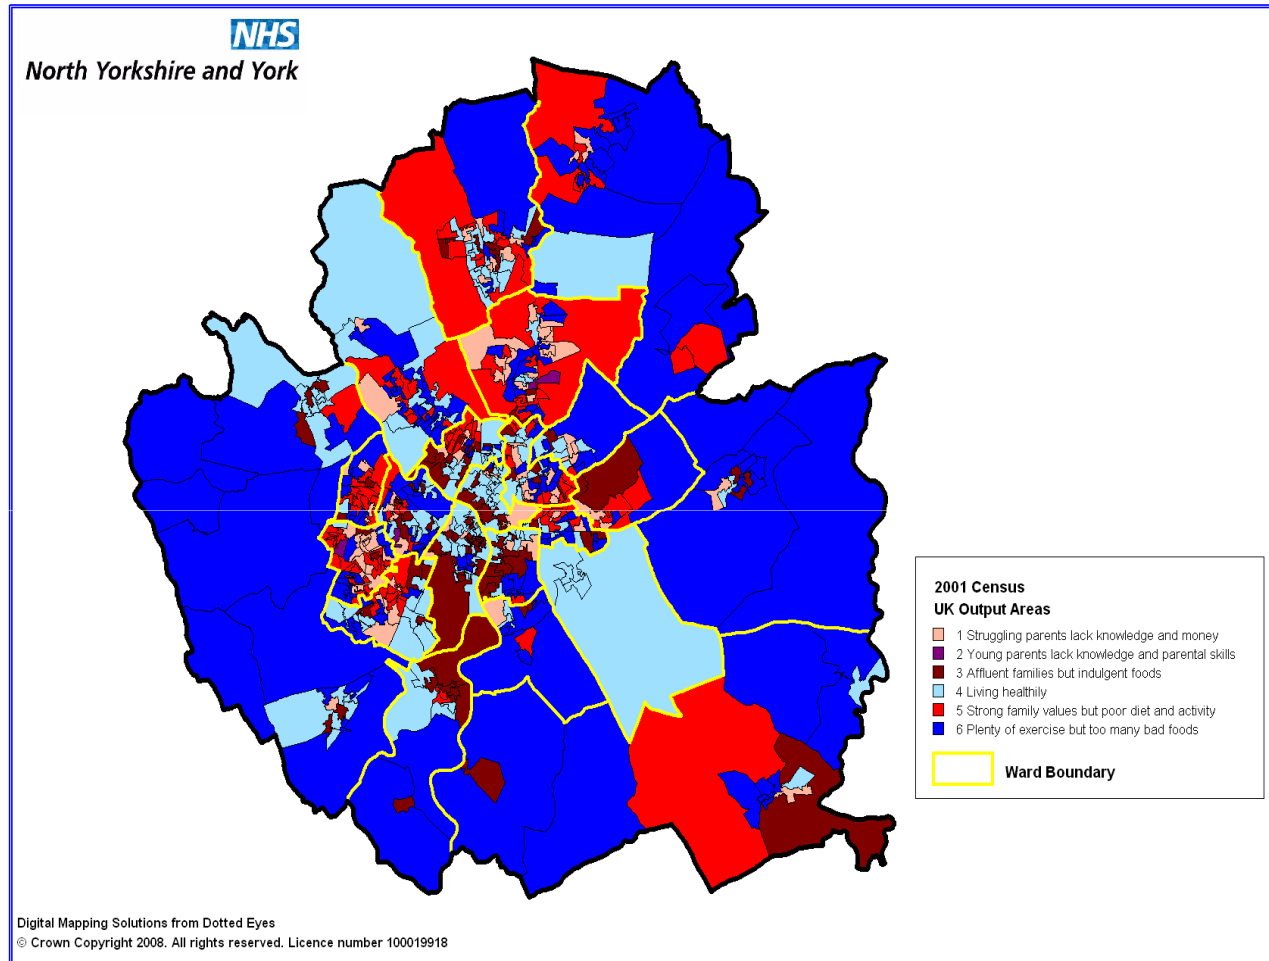 NHS
North Yorkshire and York
2001 Census
UK Output Areas
1 Struggling parents lack knowledge and money
2 Young parents lack knowledge and parental skills
3 Affluent families but indulgent foods
4 Living healthily
5 Strong family values but poor diet and activity
6 Plenty of exercise but too many bad foods
Ward Boundary
Digital Mapping Solutions from Dotted Eyes
© Crown Copyright 2008. All rights reserved. Licence number 100019918